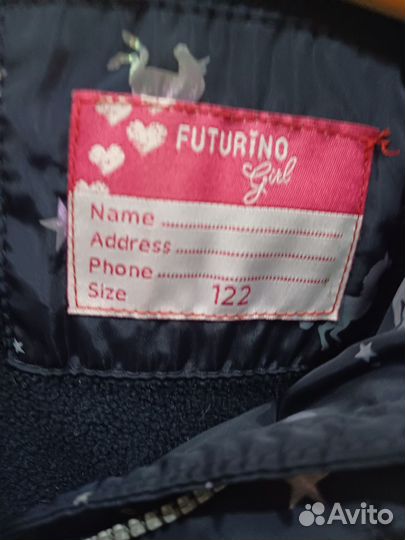 FUTURINO
Girl
Name
Address
Phone
Size 122
Avito